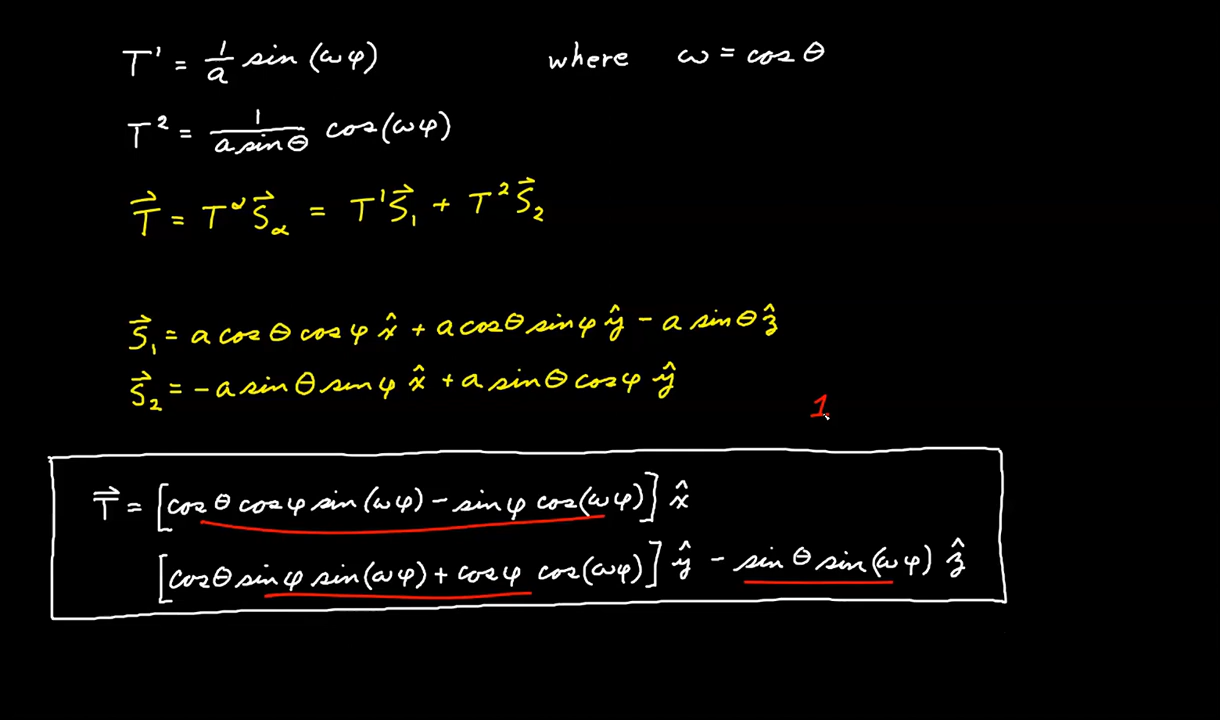 T¹ = 1/a sin (ωφ) where ω = cos θ
T² = 1/(a sin θ) cos(ωφ)
T⃗ = T^α S⃗_α = T¹S⃗₁ + T²S⃗₂
S⃗₁ = a cos θ cos φ x̂ + a cos θ sin φ ŷ − a sin θ ẑ
S⃗₂ = − a sin θ sin φ x̂ + a sin θ cos φ ŷ
1
T⃗ = [cos θ cos φ sin (ωφ) − sin φ cos(ωφ)] x̂
[cos θ sin φ sin (ωφ) + cos φ cos (ωφ)] ŷ − sin θ sin (ωφ) ẑ